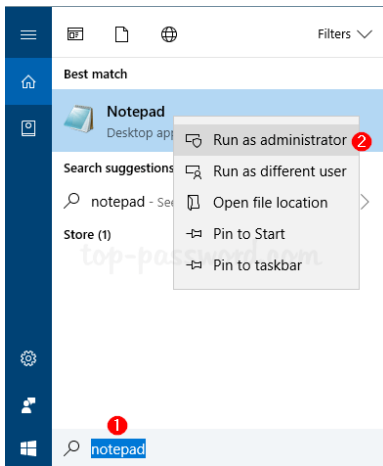 Filters
Best match
Notepad
Desktop app
Run as administrator 2
Run as different user
Search suggestions
notepad - See
Open file location
Store (1)
Pin to Start
top-password.com
Pin to taskbar
1
notepad